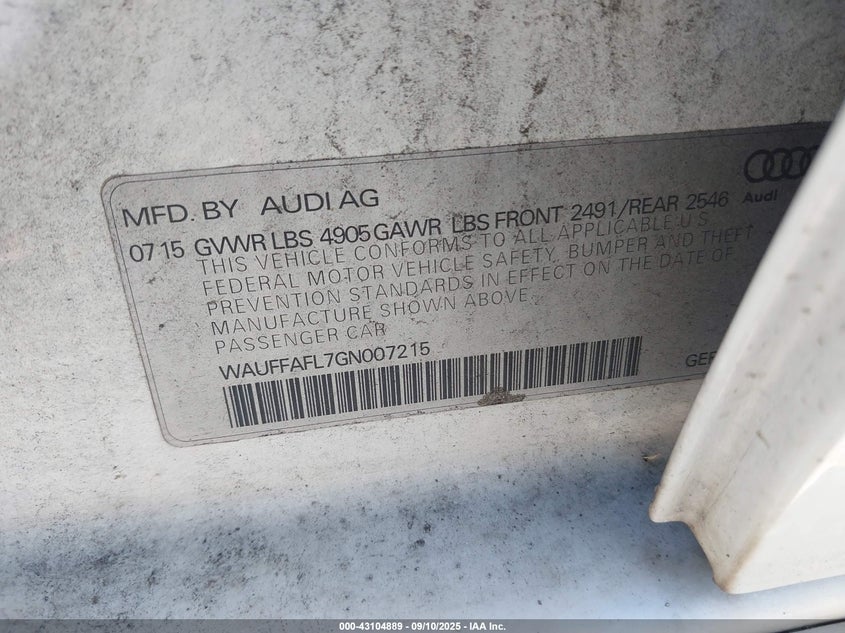 MFD. BY AUDI AG
Audi
0715 GVWR LBS 4905 GAWR LBS FRONT 2491/REAR 2546
THIS VEHICLE CONFORMS TO ALL APPLICABLE U.S.
FEDERAL MOTOR VEHICLE SAFETY, BUMPER AND THEFT
PREVENTION STANDARDS IN EFFECT ON THE DATE OF
MANUFACTURE SHOWN ABOVE.
PASSENGER CAR
WAUFFAFL7GN007215
000-43104889 - 09/10/2025 - IAA Inc.